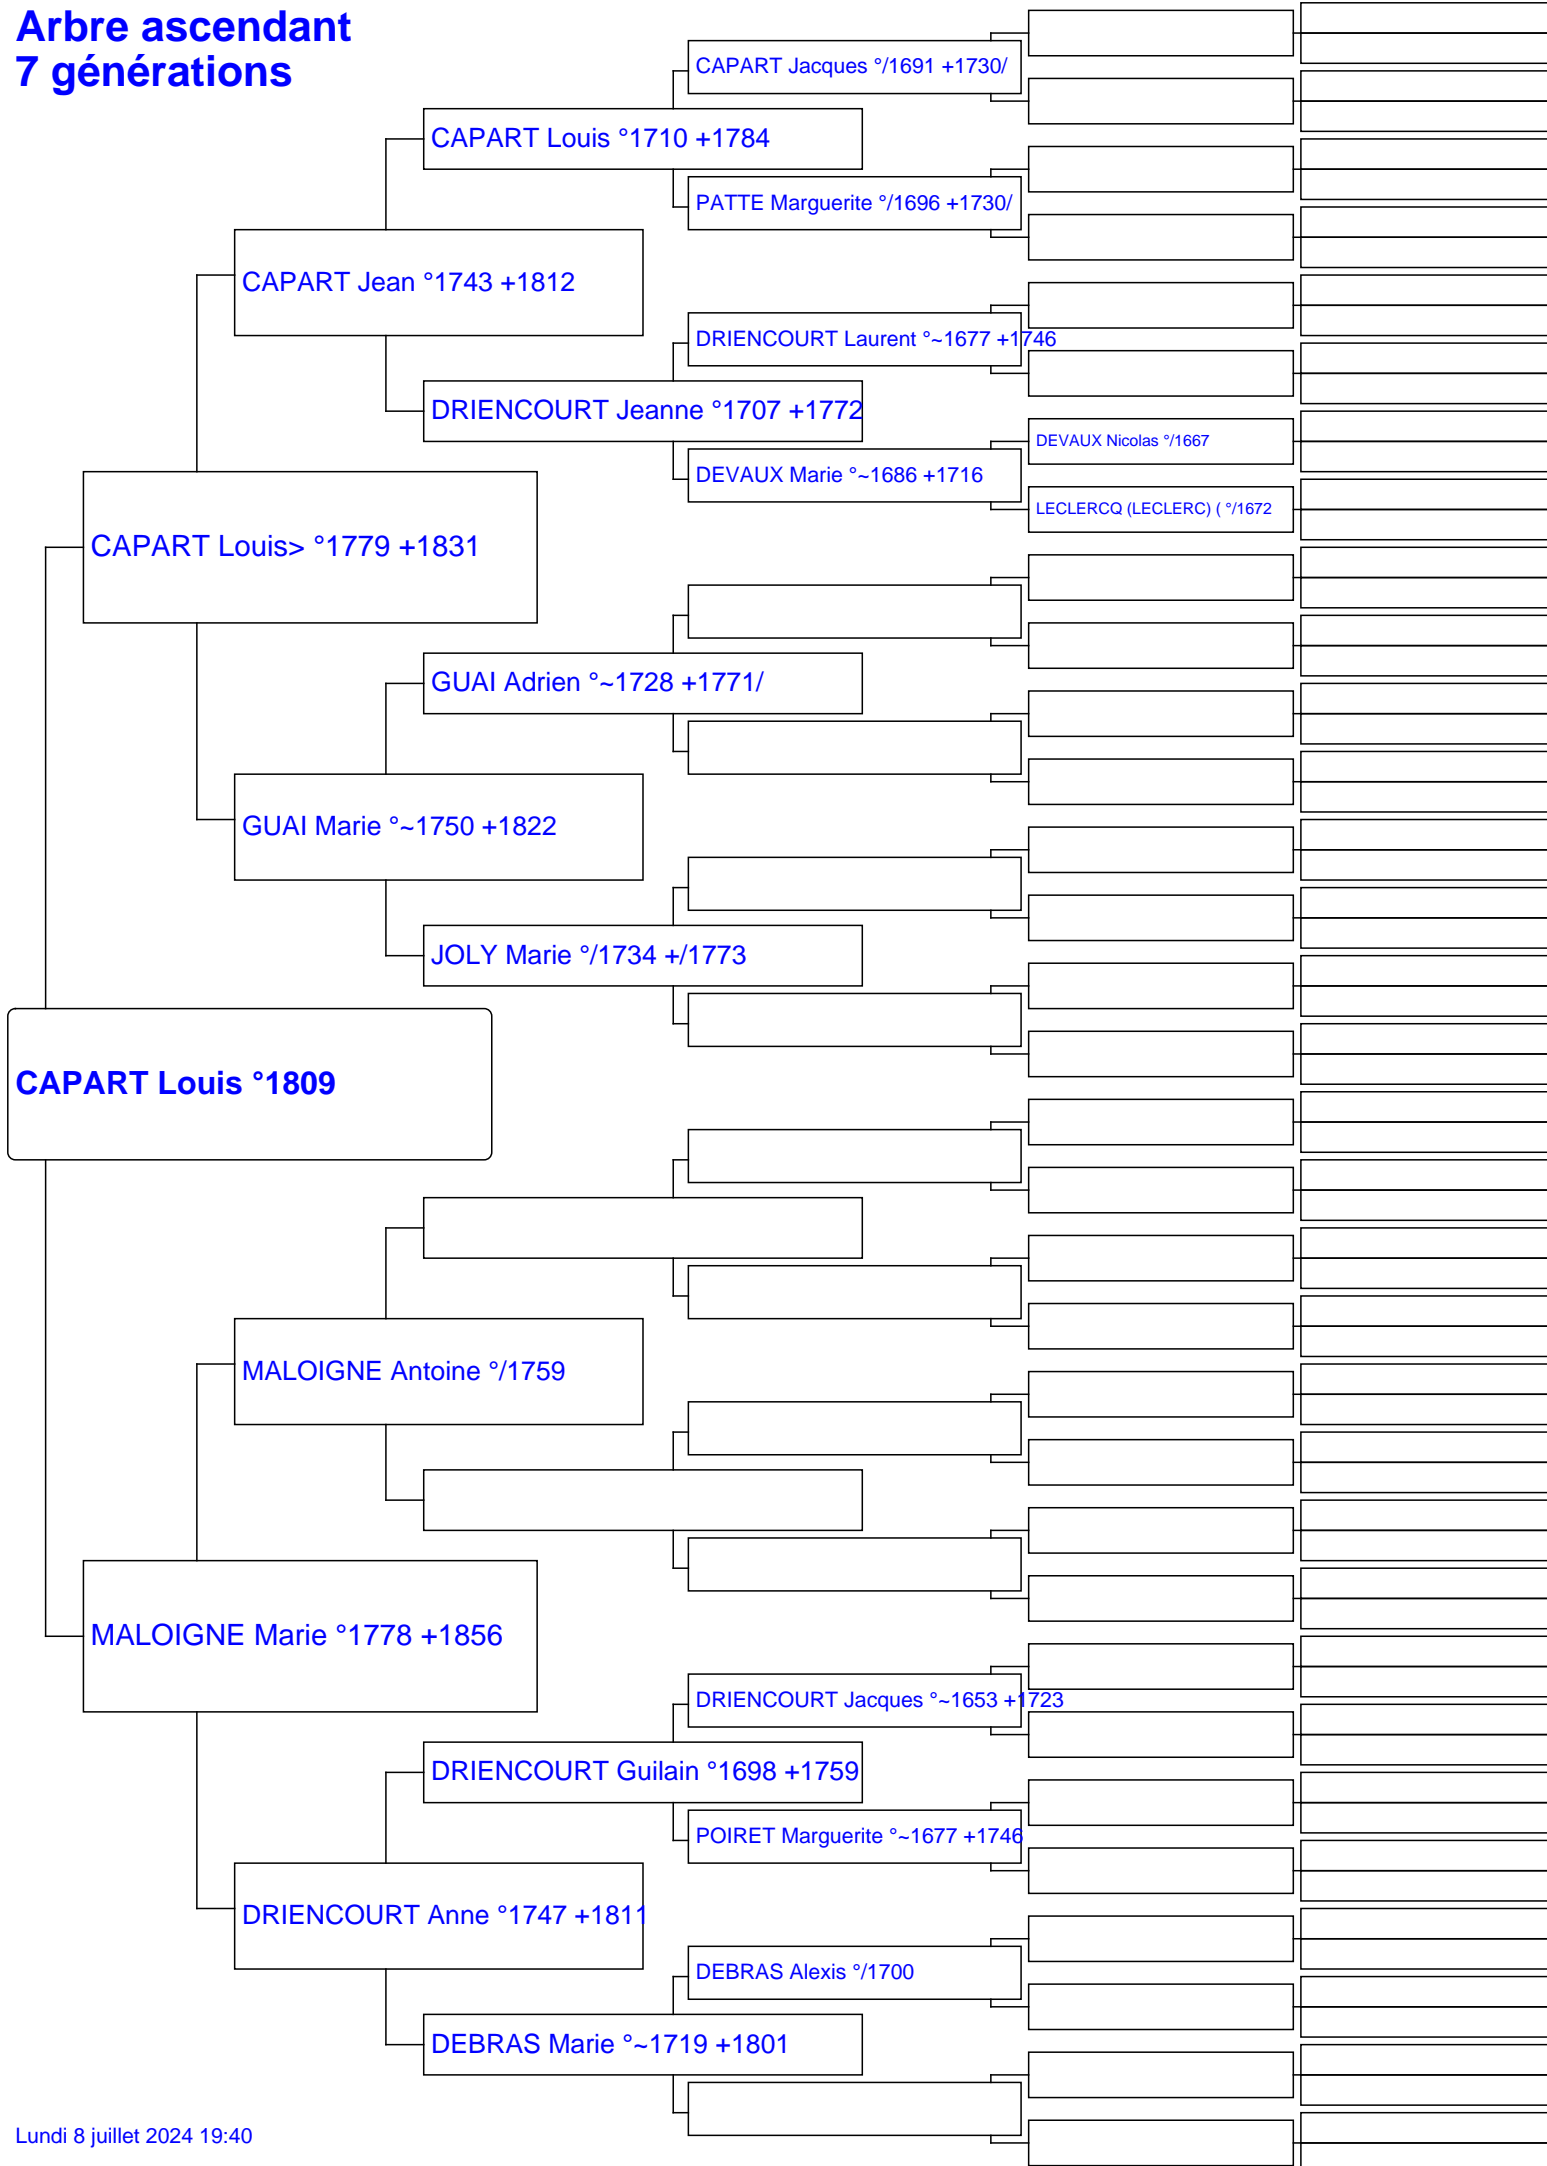 Arbre ascendant
7 générations
CAPART Jacques °/1691 +1730/
CAPART Louis °1710 +1784
PATTE Marguerite °/1696 +1730/
CAPART Jean °1743 +1812
DRIENCOURT Laurent °~1677 +1746
DRIENCOURT Jeanne °1707 +1772
DEVAUX Nicolas °/1667
DEVAUX Marie °~1686 +1716
LECLERCQ (LECLERC) ( °/1672
CAPART Louis> °1779 +1831
GUAI Adrien °~1728 +1771/
GUAI Marie °~1750 +1822
JOLY Marie °/1734 +/1773
CAPART Louis °1809
MALOIGNE Antoine °/1759
MALOIGNE Marie °1778 +1856
DRIENCOURT Jacques °~1653 +1723
DRIENCOURT Guilain °1698 +1759
POIRET Marguerite °~1677 +1746
DRIENCOURT Anne °1747 +1811
DEBRAS Alexis °/1700
DEBRAS Marie °~1719 +1801
Lundi 8 juillet 2024 19:40